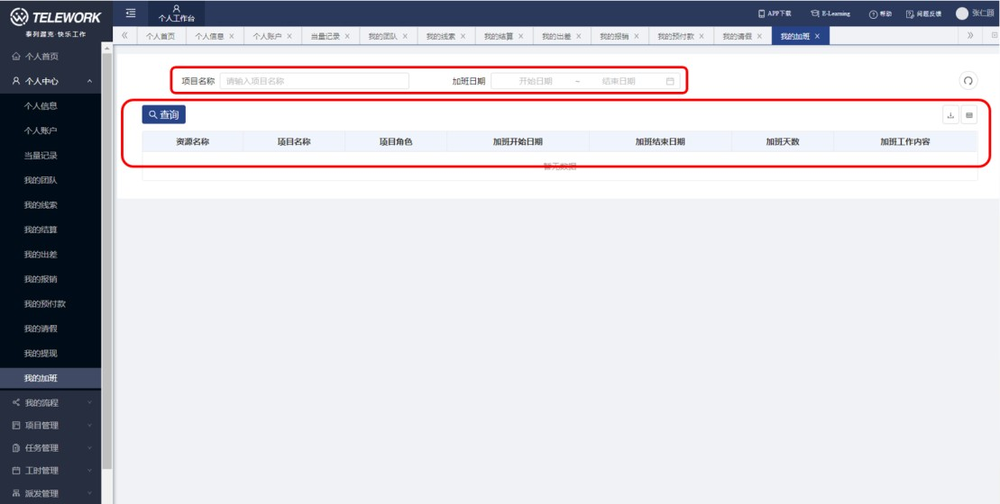 TELEWORK
泰列渥克·快乐工作
个人工作台
APP下载
E-Learning
帮助
问题反馈
张仁颐
个人首页
个人信息 ×
个人账户 ×
当量记录 ×
我的团队 ×
我的线索 ×
我的结算 ×
我的出差 ×
我的报销 ×
我的预付款 ×
我的请假 ×
我的加班 ×
个人首页
个人中心
个人信息
个人账户
当量记录
我的团队
我的线索
我的结算
我的出差
我的报销
我的预付款
我的请假
我的提现
我的加班
我的流程
项目管理
任务管理
工时管理
派发管理
项目名称 请输入项目名称
加班日期 开始日期 ~ 结束日期
查询
资源名称 项目名称 项目角色 加班开始日期 加班结束日期 加班天数 加班工作内容
暂无数据